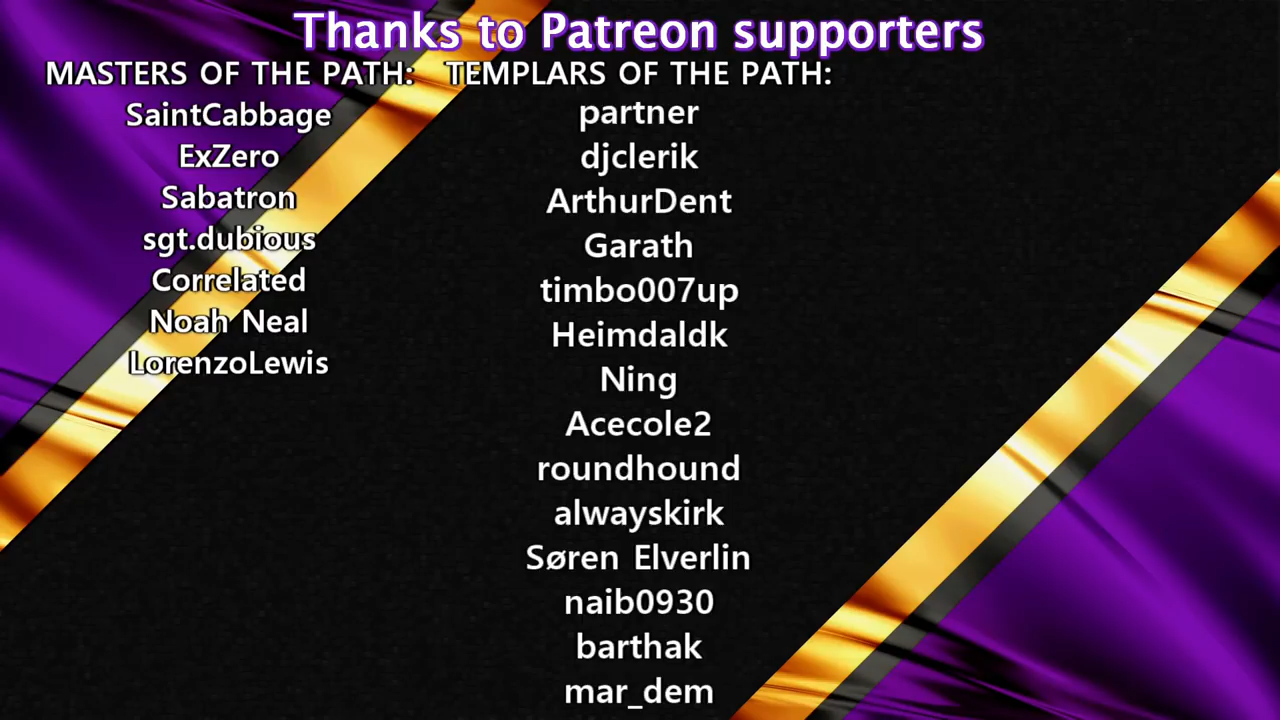 Thanks to Patreon supporters
MASTERS OF THE PATH:
SaintCabbage
ExZero
Sabatron
sgt.dubious
Correlated
Noah Neal
LorenzoLewis
TEMPLARS OF THE PATH:
partner
djclerik
ArthurDent
Garath
timbo007up
Heimdaldk
Ning
Acecole2
roundhound
alwayskirk
Søren Elverlin
naib0930
barthak
mar_dem